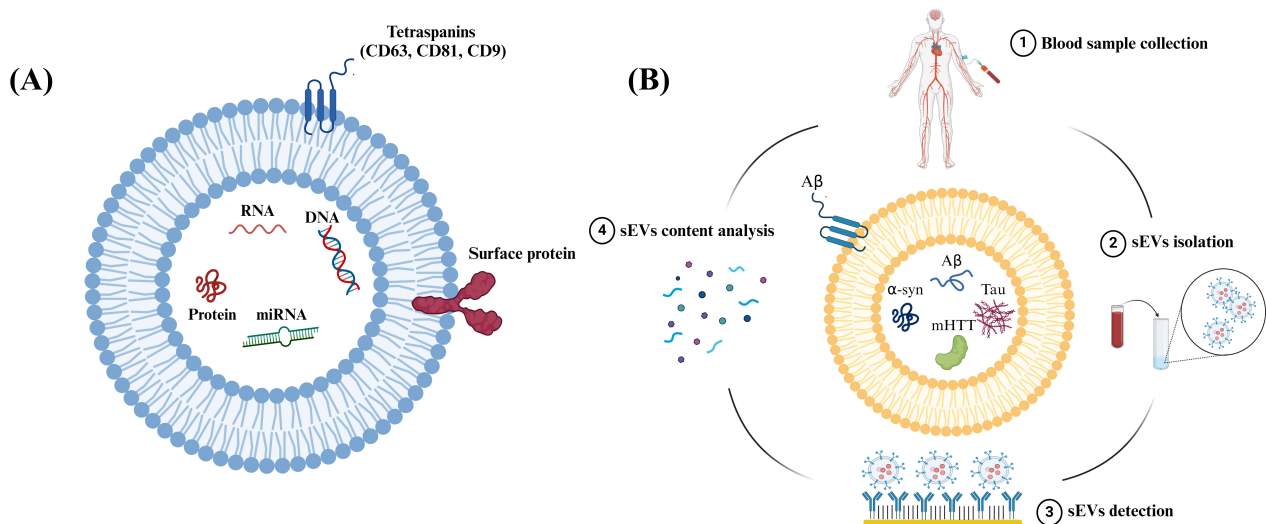 (A)
Tetraspanins
(CD63, CD81, CD9)
RNA
DNA
Surface protein
Protein
miRNA
(B)
1 Blood sample collection
Aβ
4 sEVs content analysis
2 sEVs isolation
Aβ
α-syn
Tau
mHTT
3 sEVs detection